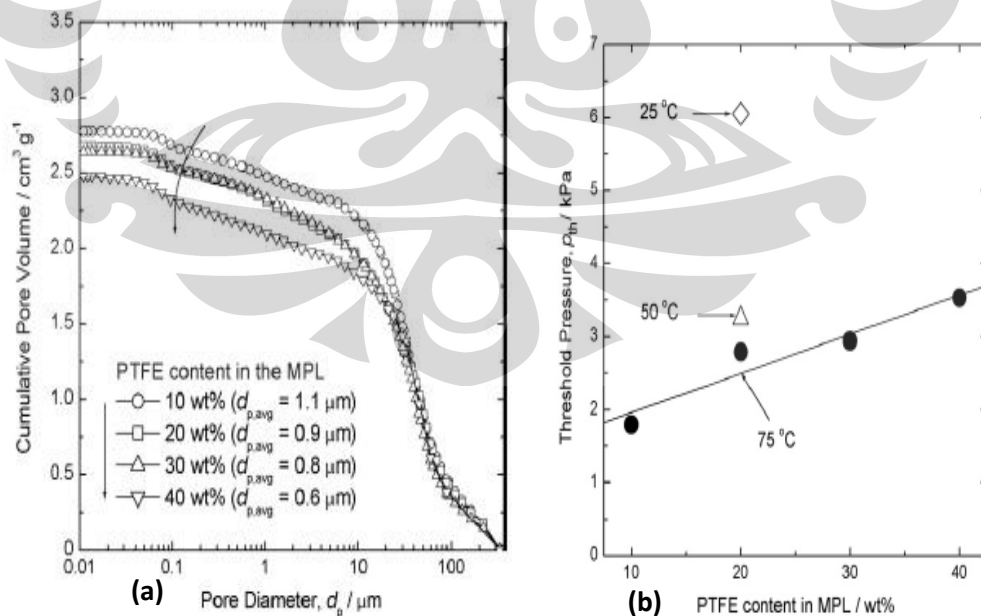 3.5
3.0
2.5
2.0
1.5
1.0
0.5
0
Cumulative Pore Volume / cm³ g⁻¹
PTFE content in the MPL
10 wt% (dp,avg = 1.1 μm)
20 wt% (dp,avg = 0.9 μm)
30 wt% (dp,avg = 0.8 μm)
40 wt% (dp,avg = 0.6 μm)
0.01 0.1 1 10 100
(a)
Pore Diameter, dp / μm
7
6
5
4
3
2
1
0
Threshold Pressure, pth / kPa
25 °C
50 °C
75 °C
10 20 30 40
(b)
PTFE content in MPL / wt%